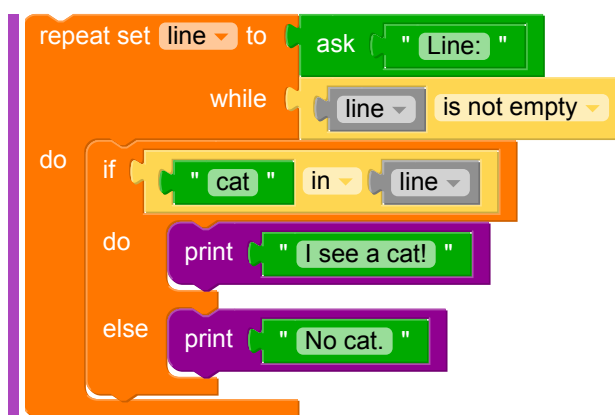 repeat set line to ask " Line: "
while line is not empty
do if " cat " in line
do print " I see a cat! "
else print " No cat. "